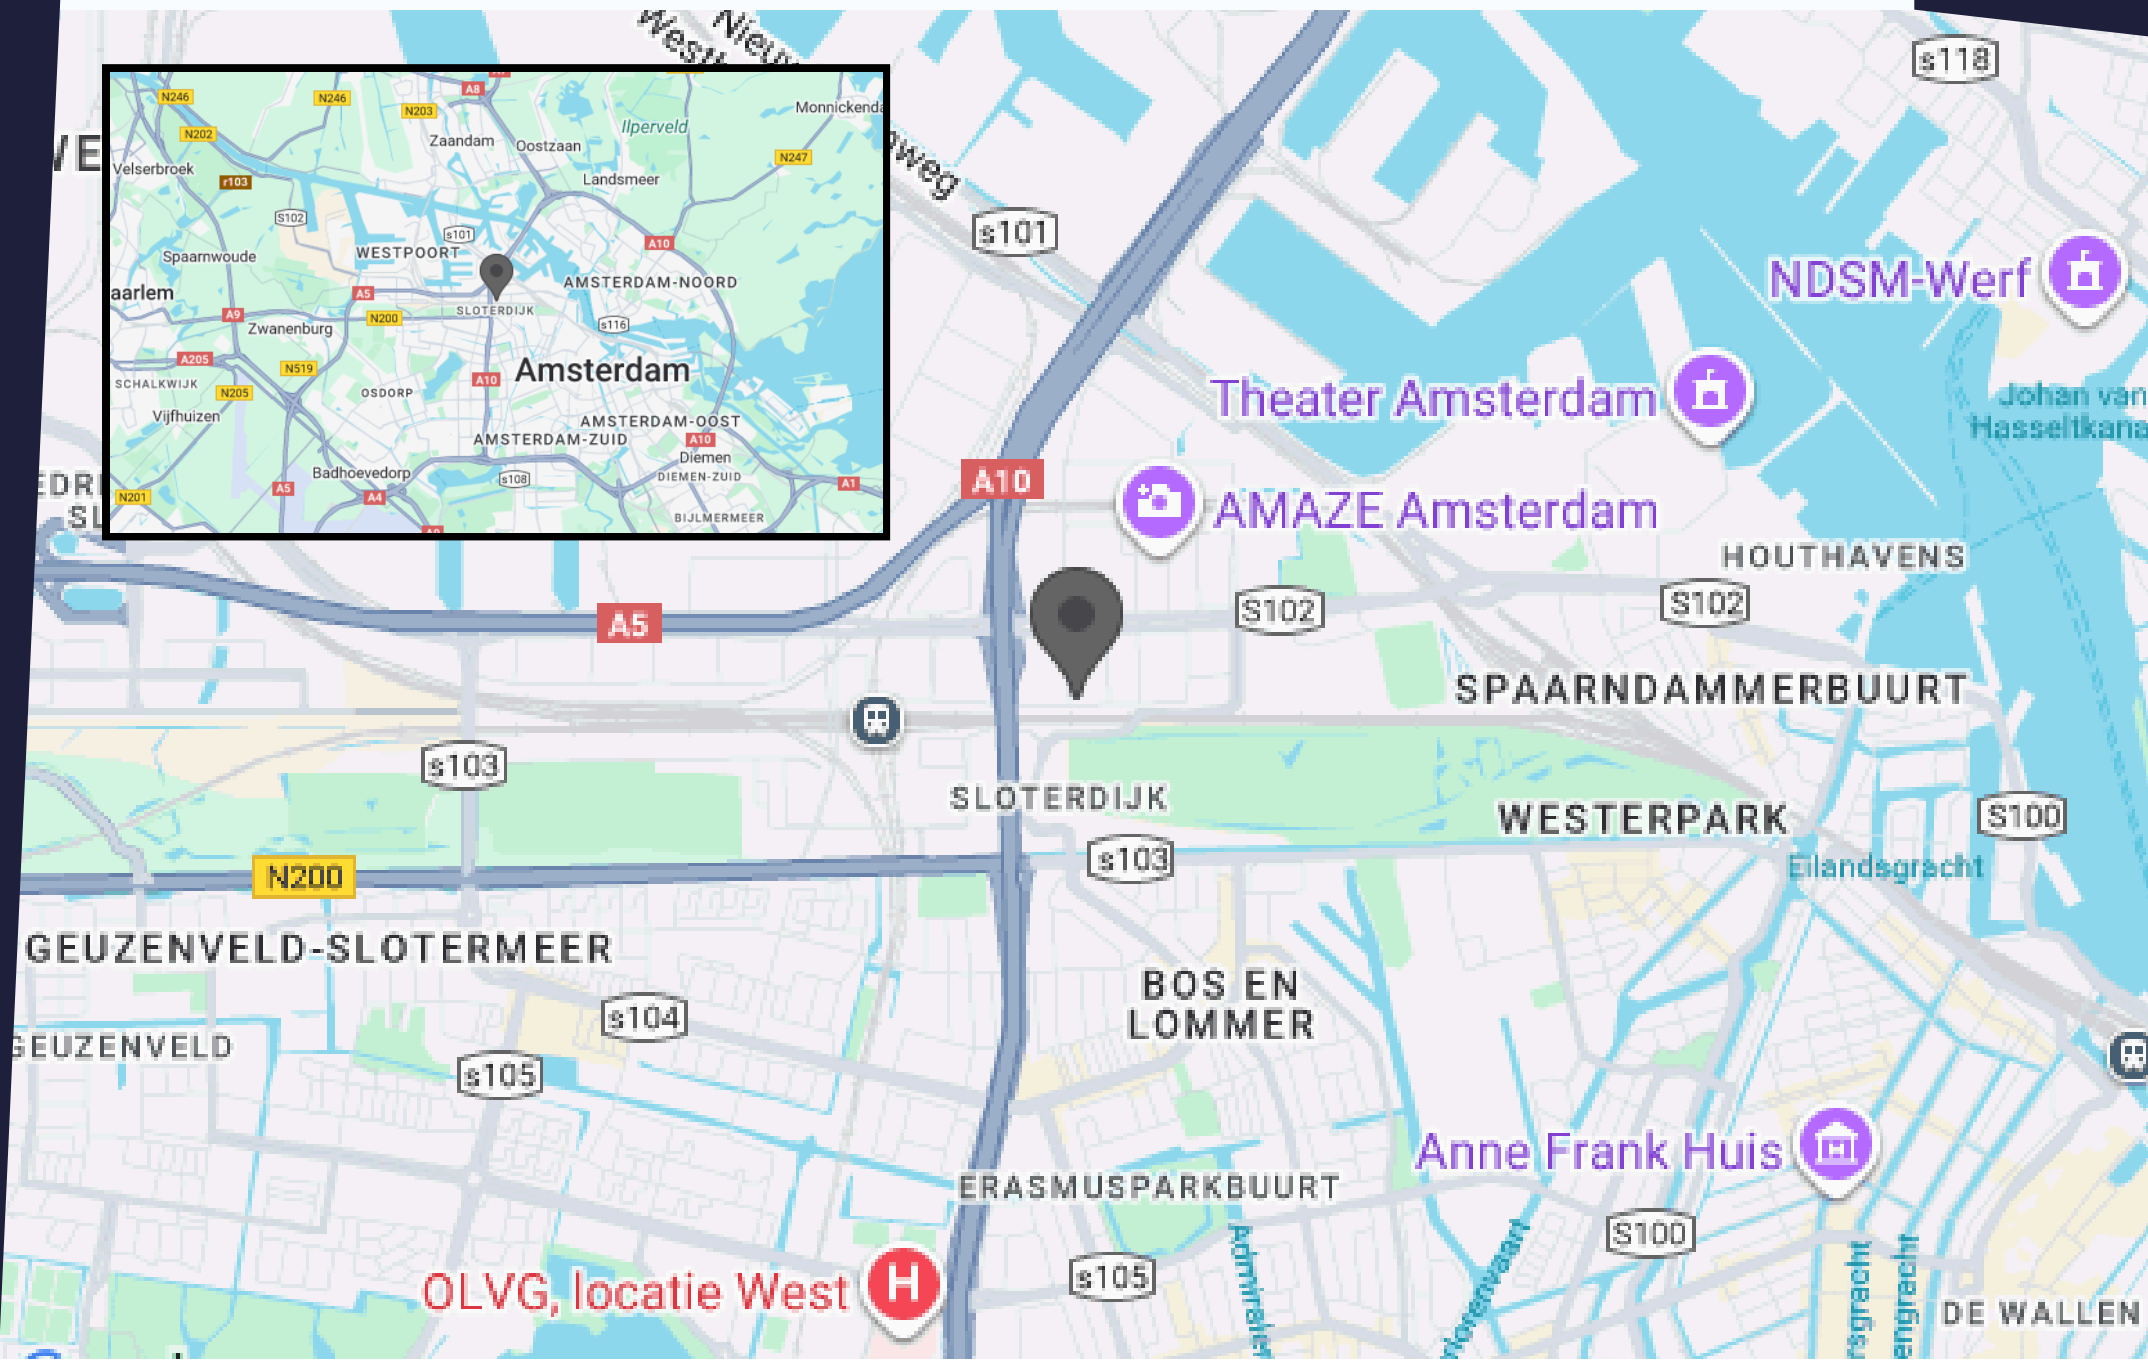 Nieuw
West
weg
s118
s101
NDSM-Werf
Theater Amsterdam
Johan van
Hasseltkana
A10
AMAZE Amsterdam
HOUTHAVENS
A5
S102
S102
SPAARNDAMMERBUURT
s103
SLOTERDIJK
WESTERPARK
S100
s103
Eilandsgracht
N200
GEUZENVELD-SLOTERMEER
BOS EN
LOMMER
s104
GEUZENVELD
s105
Anne Frank Huis
ERASMUSPARKBUURT
S100
s105
OLVG, locatie West
H
DE WALLEN
N246
N246
A8
N203
Monnickenda
N202
Zaandam
Oostzaan
Ilperveld
N247
Velserbroek
r103
Landsmeer
S102
s101
A10
Spaarnwoude
WESTPOORT
aarlem
A5
AMSTERDAM-NOORD
A9
N200
SLOTERDIJK
Zwanenburg
s116
A205
N519
Amsterdam
SCHALKWIJK
N205
OSDORP
A10
Vijfhuizen
AMSTERDAM-OOST
AMSTERDAM-ZUID
A10
Diemen
Badhoevedorp
s108
DIEMEN-ZUID
N201
A5
A4
A1
BIJLMERMEER